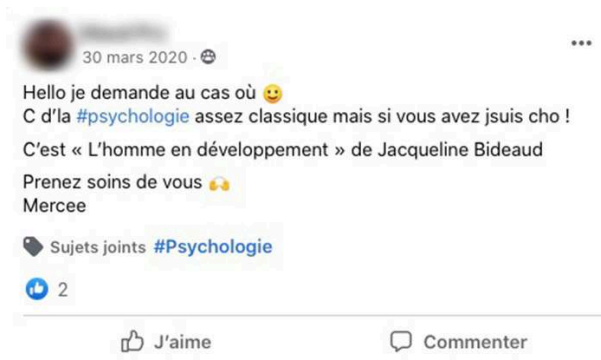 30 mars 2020 ·
•••
Hello je demande au cas où 🙂
C d'la #psychologie assez classique mais si vous avez jsuis cho !
C'est « L'homme en développement » de Jacqueline Bideaud
Prenez soins de vous 🙌
Mercee
Sujets joints #Psychologie
2
J'aime
Commenter